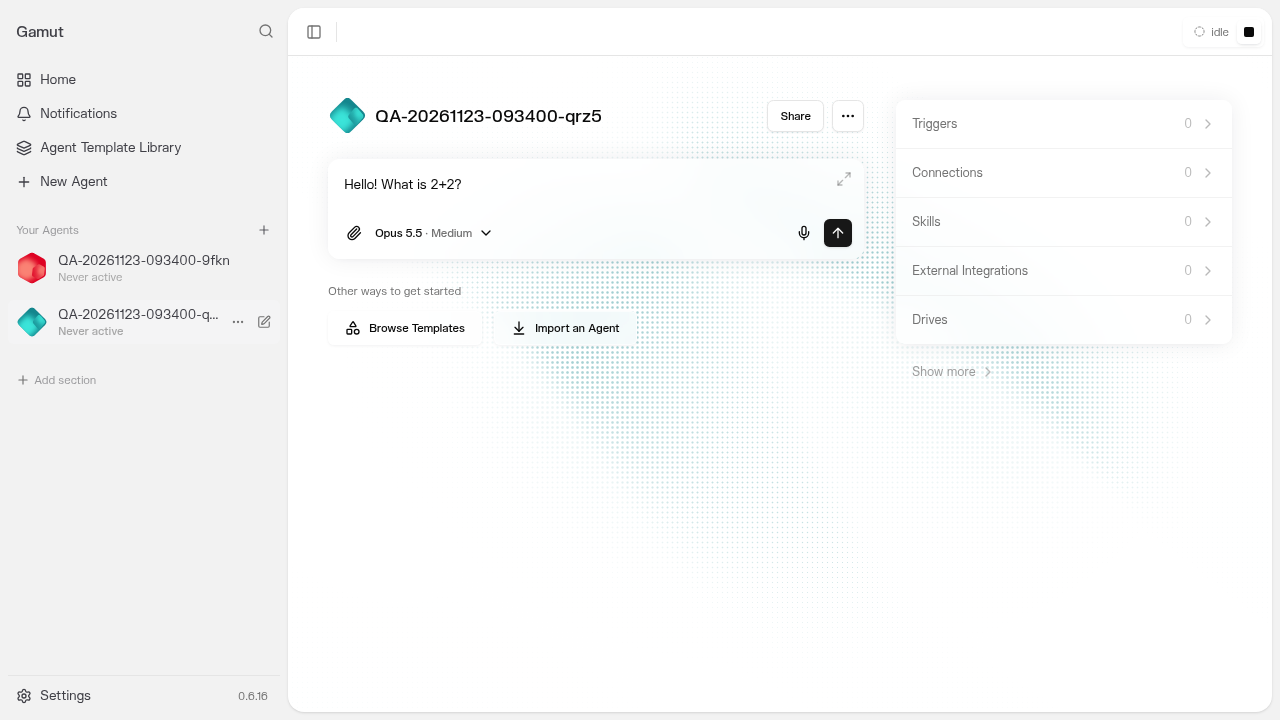 Gamut
Home
Notifications
Agent Template Library
New Agent
Your Agents
QA-20261123-093400-9fkn
Never active
QA-20261123-093400-q...
Never active
Add section
Settings
0.6.16
idle
QA-20261123-093400-qrz5
Share
Hello! What is 2+2?
Opus 5.5 · Medium
Other ways to get started
Browse Templates
Import an Agent
Triggers 0
Connections 0
Skills 0
External Integrations 0
Drives 0
Show more